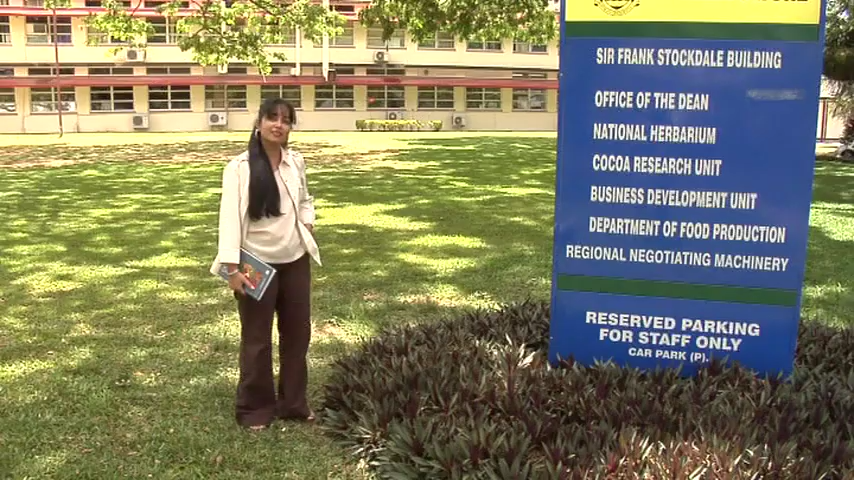 SIR FRANK STOCKDALE BUILDING
OFFICE OF THE DEAN
NATIONAL HERBARIUM
COCOA RESEARCH UNIT
BUSINESS DEVELOPMENT UNIT
DEPARTMENT OF FOOD PRODUCTION
REGIONAL NEGOTIATING MACHINERY
RESERVED PARKING
FOR STAFF ONLY
CAR PARK (P).